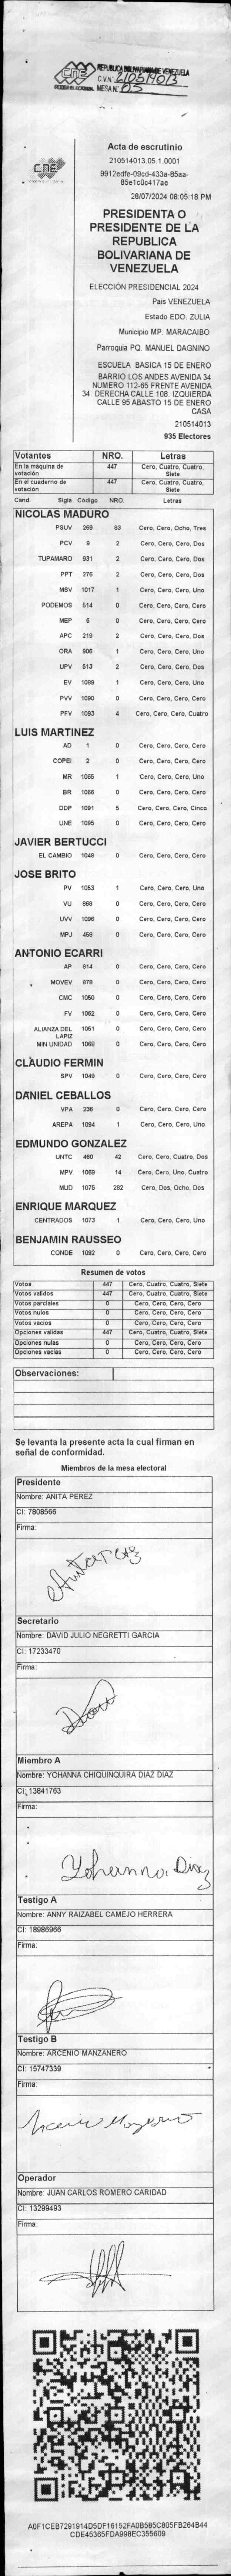 CNE REPUBLICA BOLIVARIANA DE VENEZUELA
C.V.Nº 210514013
MESA Nº 05
CNE
Acta de escrutinio
210514013.05.1.0001
9912edfe-09cd-433a-85aa-
85e1c0c417ae
28/07/2024 08:05:18 PM
PRESIDENTA O
PRESIDENTE DE LA
REPUBLICA
BOLIVARIANA DE
VENEZUELA
ELECCIÓN PRESIDENCIAL 2024
Pais VENEZUELA
Estado EDO. ZULIA
Municipio MP. MARACAIBO
Parroquia PQ. MANUEL DAGNINO
ESCUELA BASICA 15 DE ENERO
BARRIO LOS ANDES AVENIDA 34
NUMERO 112-85 FRENTE AVENIDA
34. DERECHA CALLE 108. IZQUIERDA
CALLE 95 ABASTO 15 DE ENERO
CASA
210514013
935 Electores
Votantes NRO. Letras
En la máquina de votación 447 Cero, Cuatro, Cuatro, Siete
En el cuaderno de votación 447 Cero, Cuatro, Cuatro, Siete
Cand. Sigla Código NRO. Letras
NICOLAS MADURO
PSUV 269 83 Cero, Cero, Ocho, Tres
PCV 9 2 Cero, Cero, Cero, Dos
TUPAMARO 931 2 Cero, Cero, Cero, Dos
PPT 276 2 Cero, Cero, Cero, Dos
MSV 1017 1 Cero, Cero, Cero, Uno
PODEMOS 514 0 Cero, Cero, Cero, Cero
MEP 6 0 Cero, Cero, Cero, Cero
APC 219 2 Cero, Cero, Cero, Dos
ORA 506 1 Cero, Cero, Cero, Uno
UPV 513 2 Cero, Cero, Cero, Dos
EV 1089 1 Cero, Cero, Cero, Uno
PVV 1090 0 Cero, Cero, Cero, Cero
PFV 1093 4 Cero, Cero, Cero, Cuatro
LUIS MARTINEZ
AD 1 0 Cero, Cero, Cero, Cero
COPEI 2 0 Cero, Cero, Cero, Cero
MR 1065 1 Cero, Cero, Cero, Uno
BR 1066 0 Cero, Cero, Cero, Cero
DDP 1091 5 Cero, Cero, Cero, Cinco
UNE 1095 0 Cero, Cero, Cero, Cero
JAVIER BERTUCCI
EL CAMBIO 1048 0 Cero, Cero, Cero, Cero
JOSE BRITO
PV 1053 1 Cero, Cero, Cero, Uno
VU 868 0 Cero, Cero, Cero, Cero
UVV 1096 0 Cero, Cero, Cero, Cero
MPJ 458 0 Cero, Cero, Cero, Cero
ANTONIO ECARRI
AP 814 0 Cero, Cero, Cero, Cero
MOVEV 879 0 Cero, Cero, Cero, Cero
CMC 1050 0 Cero, Cero, Cero, Cero
FV 1062 0 Cero, Cero, Cero, Cero
ALIANZA DEL LAPIZ 1051 0 Cero, Cero, Cero, Cero
MIN UNIDAD 1068 0 Cero, Cero, Cero, Cero
CLAUDIO FERMIN
SPV 1049 0 Cero, Cero, Cero, Cero
DANIEL CEBALLOS
VPA 236 0 Cero, Cero, Cero, Cero
AREPA 1094 1 Cero, Cero, Cero, Uno
EDMUNDO GONZALEZ
UNTC 460 42 Cero, Cero, Cuatro, Dos
MPV 1069 14 Cero, Cero, Uno, Cuatro
MUD 1075 282 Cero, Dos, Ocho, Dos
ENRIQUE MARQUEZ
CENTRADOS 1073 1 Cero, Cero, Cero, Uno
BENJAMIN RAUSSEO
CONDE 1092 0 Cero, Cero, Cero, Cero
Resumen de votos
Votos 447 Cero, Cuatro, Cuatro, Siete
Votos validos 447 Cero, Cuatro, Cuatro, Siete
Votos parciales 0 Cero, Cero, Cero, Cero
Votos nulos 0 Cero, Cero, Cero, Cero
Votos vacios 0 Cero, Cero, Cero, Cero
Opciones validas 447 Cero, Cuatro, Cuatro, Siete
Opciones nulas 0 Cero, Cero, Cero, Cero
Opciones vacias 0 Cero, Cero, Cero, Cero
Observaciones:
Se levanta la presente acta la cual firman en
señal de conformidad.
Miembros de la mesa electoral
Presidente
Nombre: ANITA PEREZ
CI: 7808566
Firma:
Secretario
Nombre: DAVID JULIO NEGRETTI GARCIA
CI: 17233470
Firma:
Miembro A
Nombre: YOHANNA CHIQUINQUIRA DIAZ DIAZ
CI: 13841763
Firma:
Yohanna Diaz
Testigo A
Nombre: ANNY RAIZABEL CAMEJO HERRERA
CI: 18986966
Firma:
Testigo B
Nombre: ARCENIO MANZANERO
CI: 15747339
Firma:
Operador
Nombre: JUAN CARLOS ROMERO CARIDAD
CI: 13299493
Firma:
A0F1CEB7291914D5DF16152FA0B585C805FB264B44
CDE45365FDA998EC355609